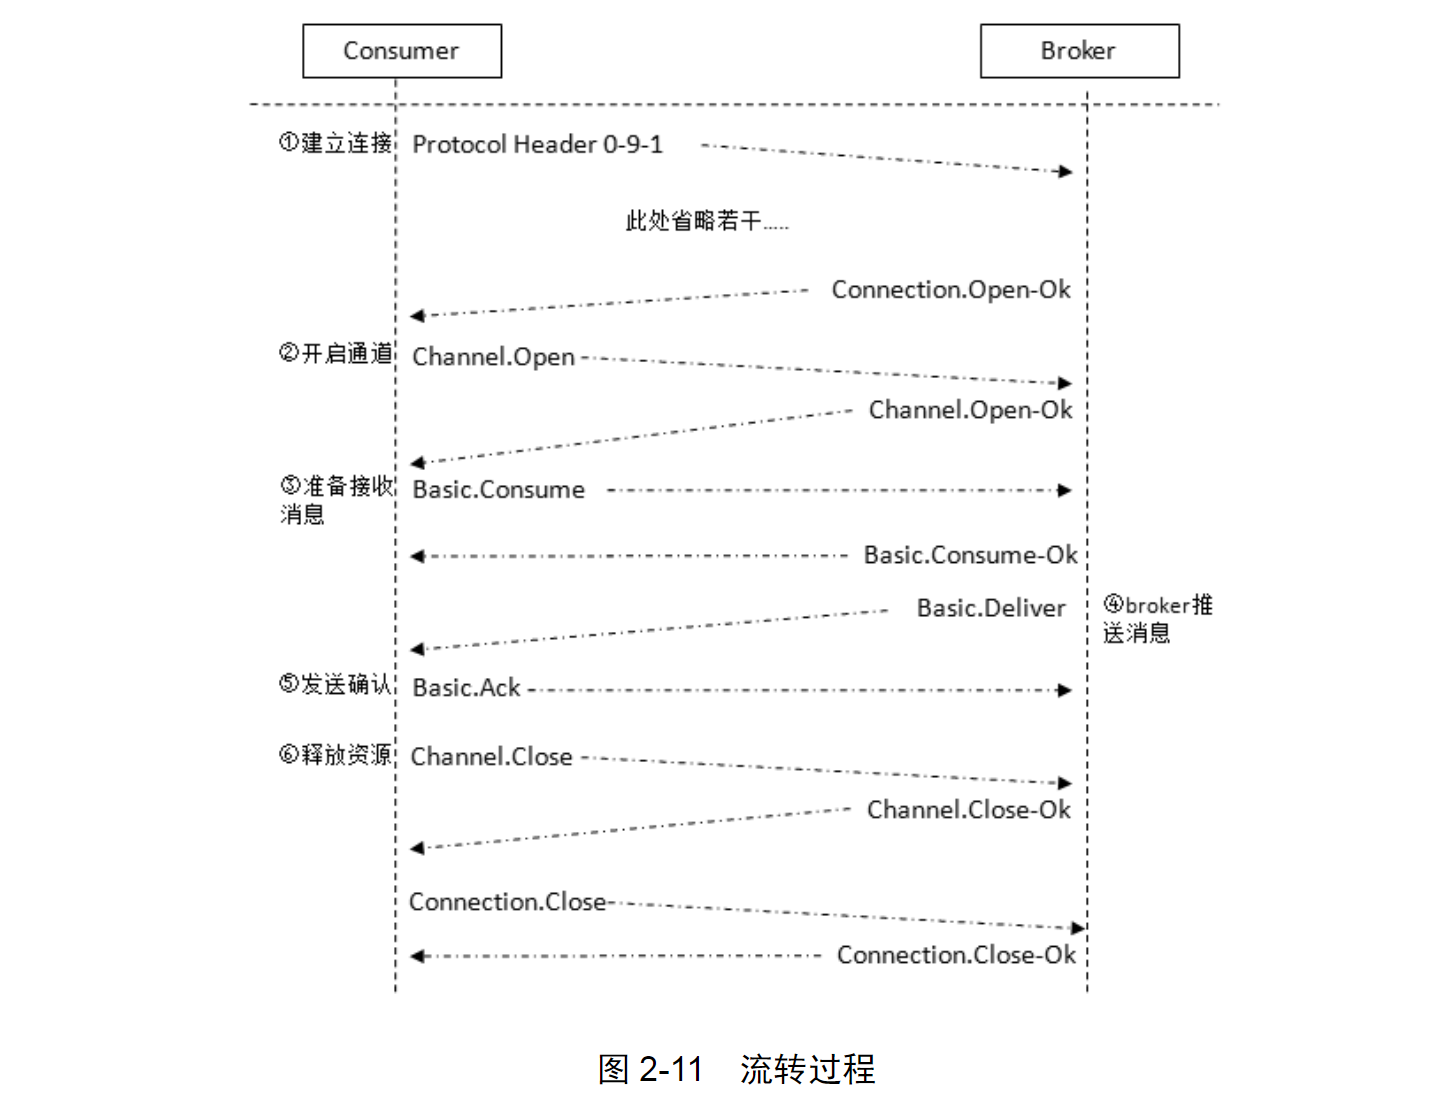 Consumer
Broker
①建立连接
Protocol Header 0-9-1
此处省略若干.....
Connection.Open-Ok
②开启通道
Channel.Open
Channel.Open-Ok
③准备接收
消息
Basic.Consume
Basic.Consume-Ok
Basic.Deliver
④broker推
送消息
⑤发送确认
Basic.Ack
⑥释放资源
Channel.Close
Channel.Close-Ok
Connection.Close
Connection.Close-Ok
图 2-11 流转过程